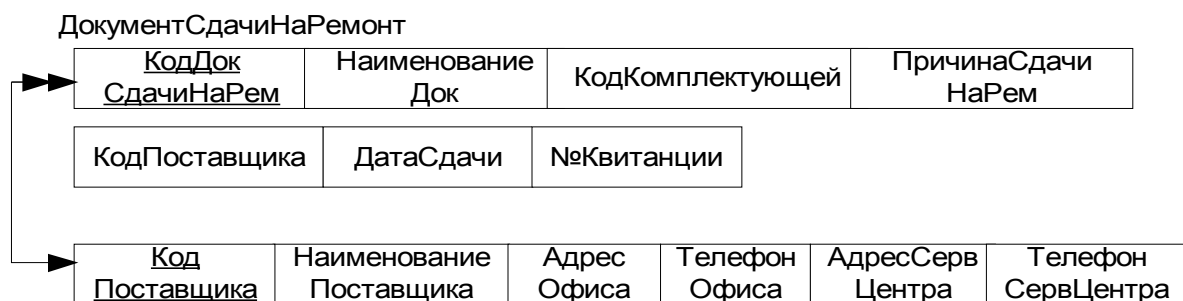 ДокументСдачиНаРемонт
КодДок Наименование КодКомплектующей ПричинаСдачи
СдачиНаРем Док НаРем
КодПоставщика ДатаСдачи №Квитанции
Код Наименование Адрес Телефон АдресСерв Телефон
Поставщика Поставщика Офиса Офиса Центра СервЦентра